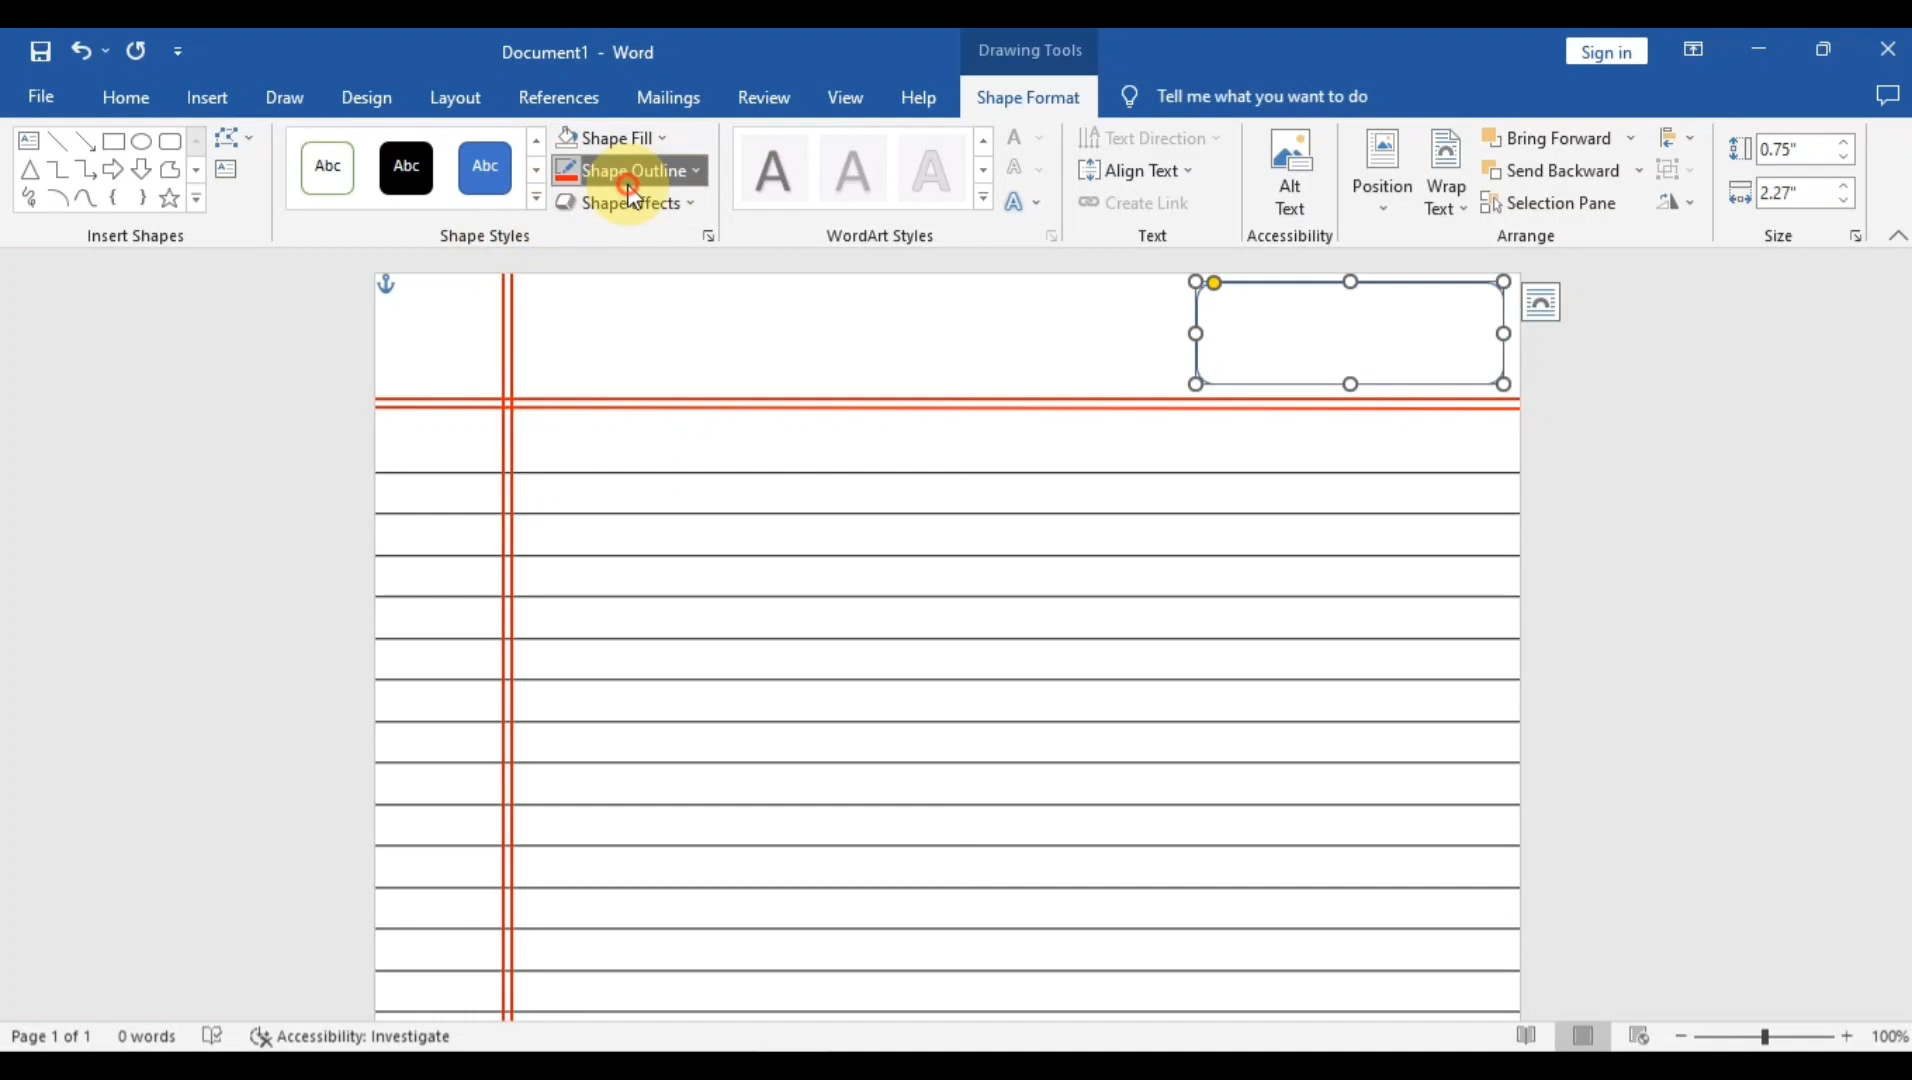 Document1 - Word
Drawing Tools
Sign in
File
Home
Insert
Draw
Design
Layout
References
Mailings
Review
View
Help
Shape Format
Tell me what you want to do
Abc
Abc
Abc
Shape Fill
Shape Outline
Shape Effects
A
A
A
A
A
A
Text Direction
Align Text
Create Link
Alt
Text
Position
Wrap
Text
Bring Forward
Send Backward
Selection Pane
0.75"
2.27"
Insert Shapes
Shape Styles
WordArt Styles
Text
Accessibility
Arrange
Size
Page 1 of 1
0 words
Accessibility: Investigate
100%